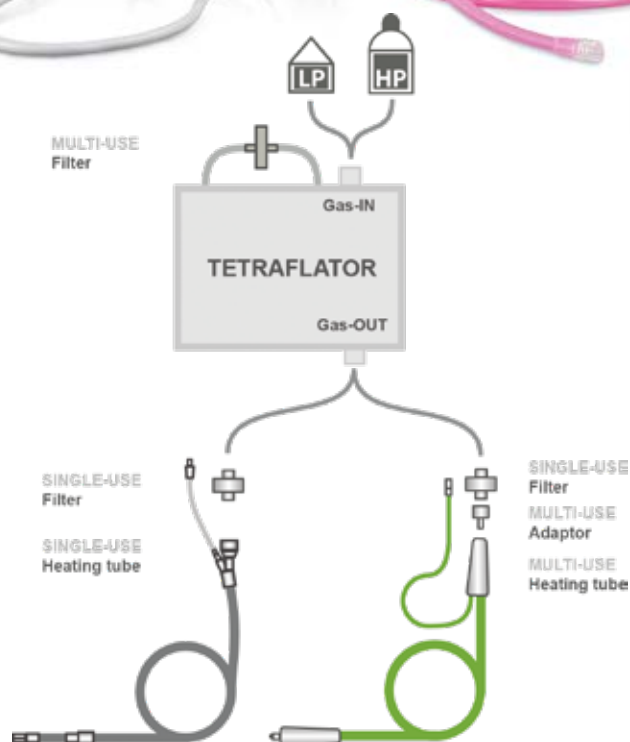 LP
HP
MULTI-USE
Filter
Gas-IN
TETRAFLATOR
Gas-OUT
SINGLE-USE
Filter
SINGLE-USE
Heating tube
SINGLE-USE
Filter
MULTI-USE
Adaptor
MULTI-USE
Heating tube